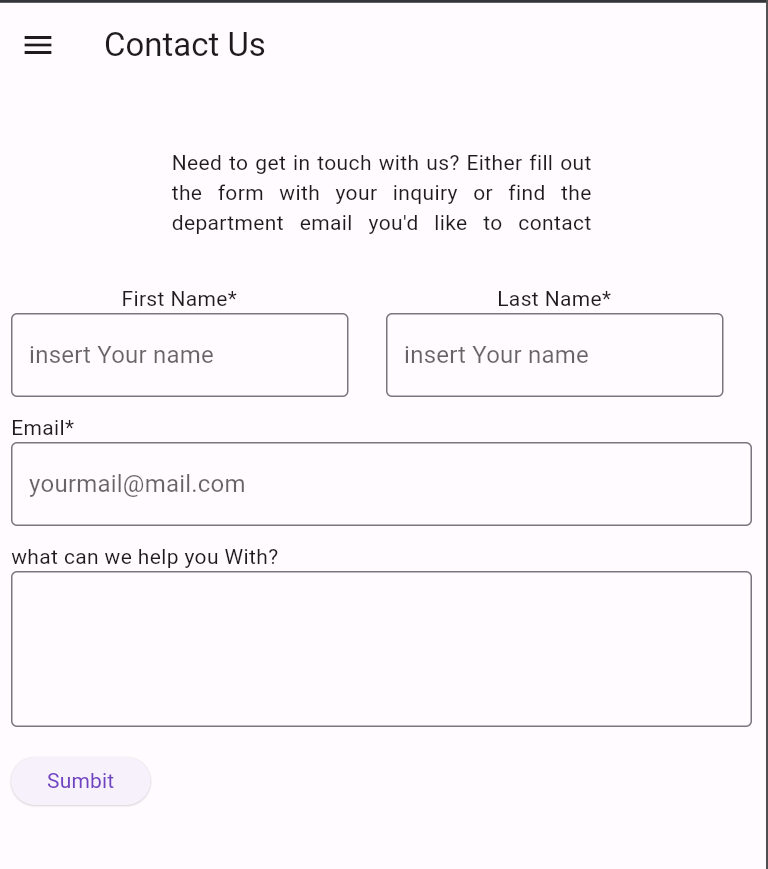 Contact Us
Need to get in touch with us? Either fill out
the form with your inquiry or find the
department email you'd like to contact
First Name* Last Name*
insert Your name insert Your name
Email*
yourmail@mail.com
what can we help you With?
Sumbit